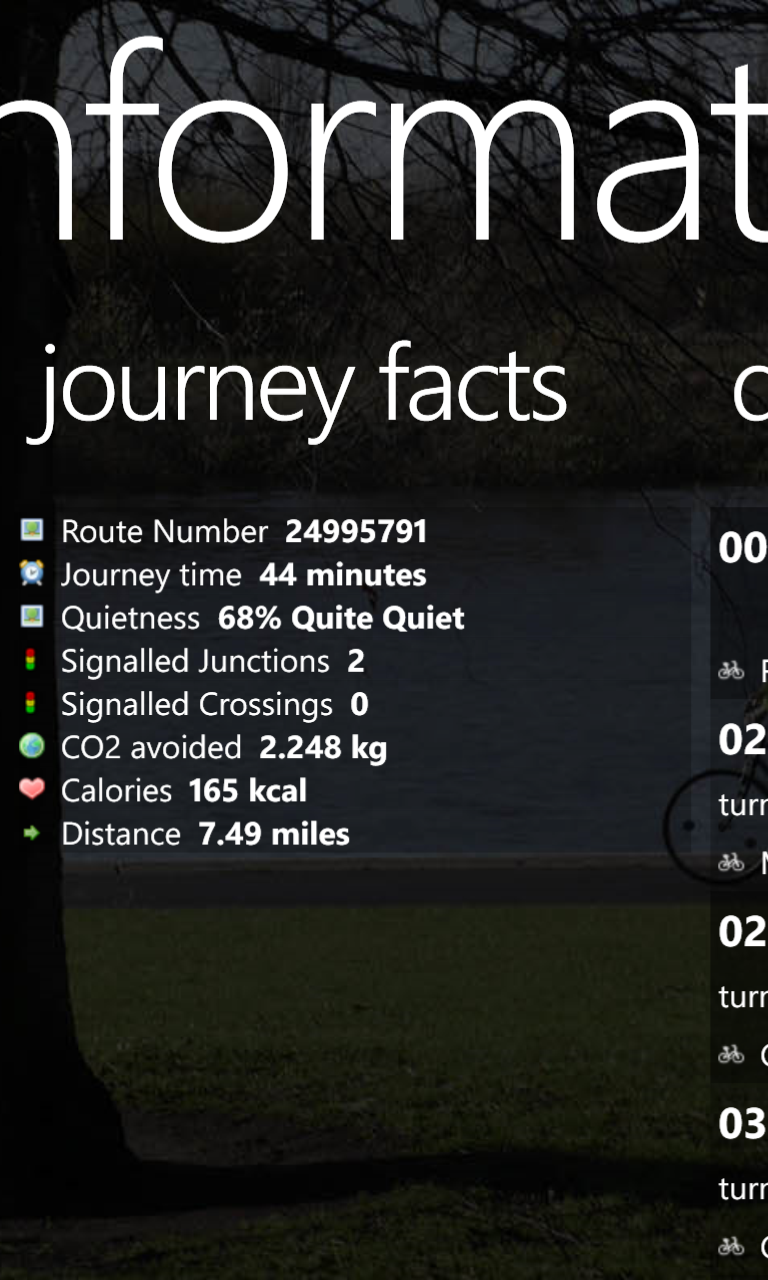 nformat
journey facts
Route Number 24995791
Journey time 44 minutes
Quietness 68% Quite Quiet
Signalled Junctions 2
Signalled Crossings 0
CO2 avoided 2.248 kg
Calories 165 kcal
Distance 7.49 miles
00
02
turn
02
turn
03
turn